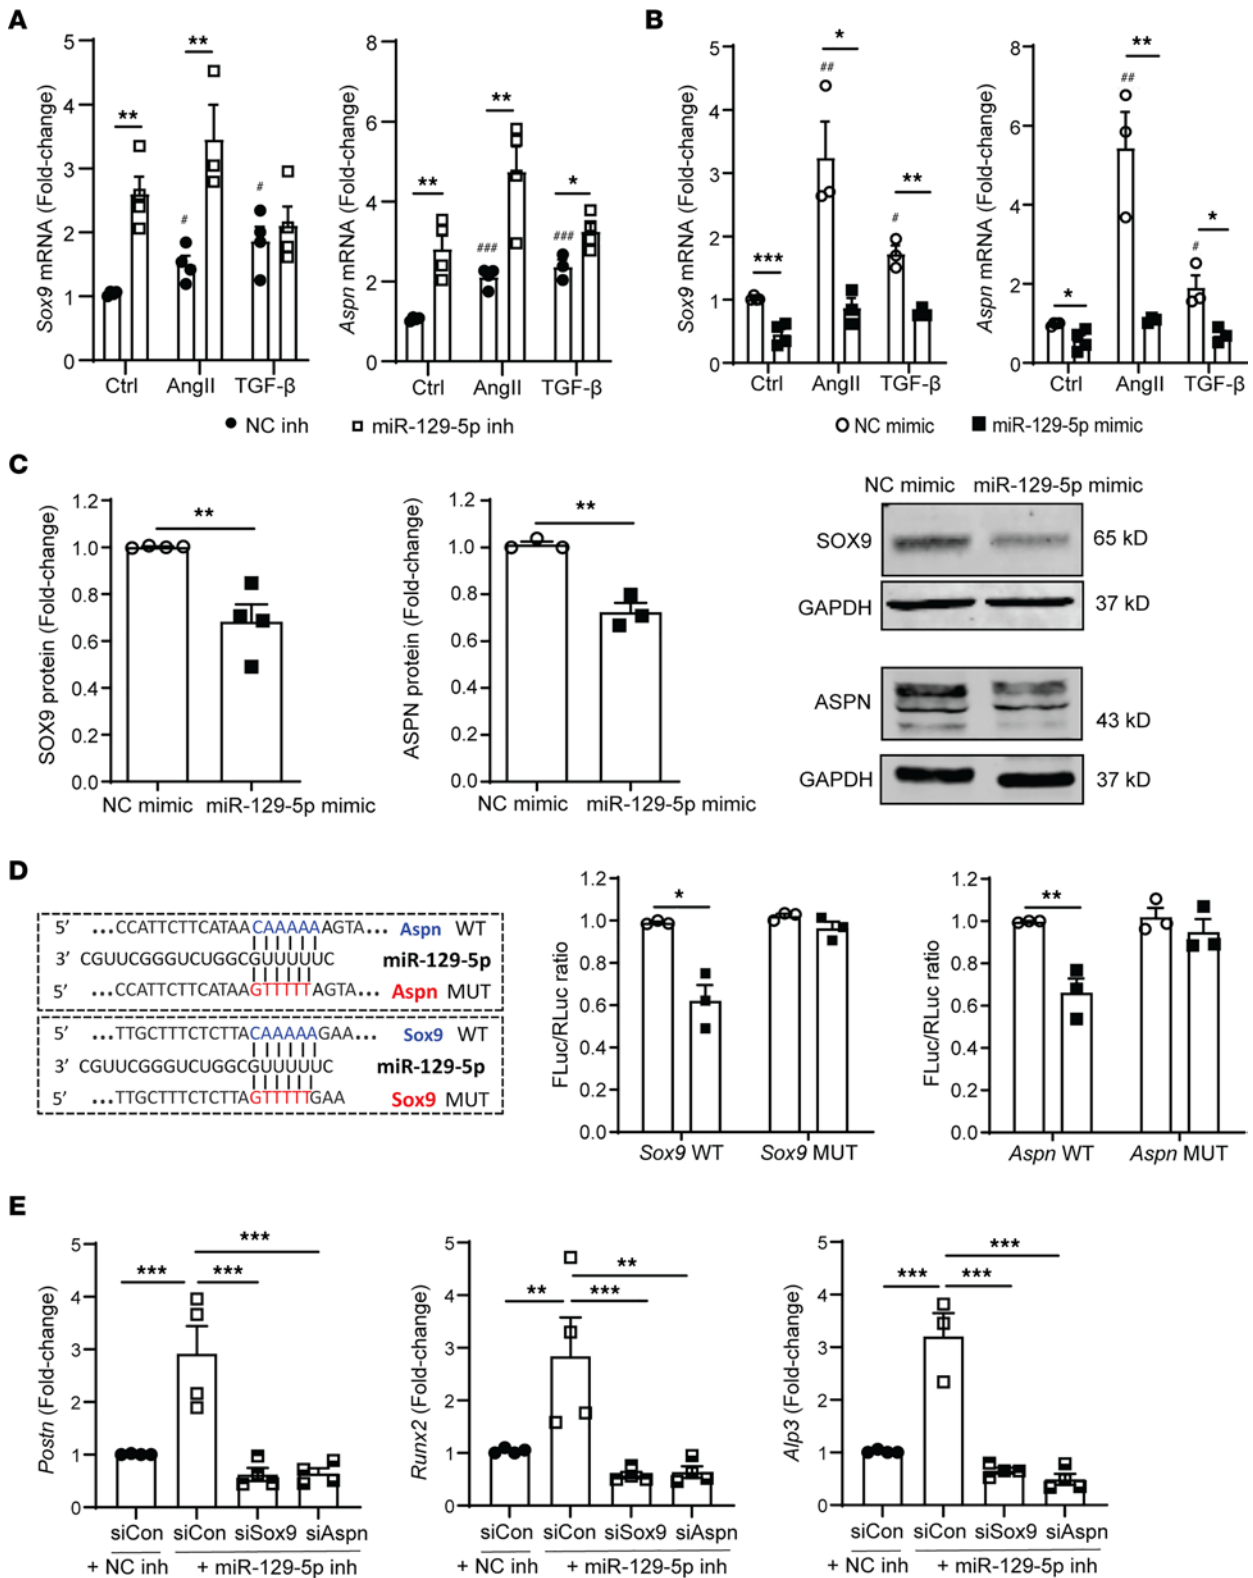 A
Sox9 mRNA (Fold-change)
5
4
3
2
1
0
**
**
#
#
Ctrl AngII TGF-β
Aspn mRNA (Fold-change)
8
6
4
2
0
**
**
*
###
###
Ctrl AngII TGF-β
NC inh miR-129-5p inh
B
Sox9 mRNA (Fold-change)
5
4
3
2
1
0
***
*
**
##
#
Ctrl AngII TGF-β
Aspn mRNA (Fold-change)
8
6
4
2
0
*
**
*
##
#
Ctrl AngII TGF-β
NC mimic miR-129-5p mimic
C
SOX9 protein (Fold-change)
1.2
1.0
0.8
0.6
0.4
0.2
0.0
**
NC mimic miR-129-5p mimic
ASPN protein (Fold-change)
1.2
1.0
0.8
0.6
0.4
0.2
0.0
**
NC mimic miR-129-5p mimic
NC mimic miR-129-5p mimic
SOX9 65 kD
GAPDH 37 kD
ASPN 43 kD
GAPDH 37 kD
D
5’ ...CCATTCTTCATAACAAAAAAGTA... Aspn WT
3’ CGUUCGGGUCUGGCGUUUUUC miR-129-5p
5’ ...CCATTCTTCATAAGTTTTTAGTA... Aspn MUT
5’ ...TTGCTTTCTCTTACAAAAAGAA... Sox9 WT
3’ CGUUCGGGUCUGGCGUUUUUC miR-129-5p
5’ ...TTGCTTTCTCTTAGTTTTTGAA Sox9 MUT
FLuc/RLuc ratio
1.2
1.0
0.8
0.6
0.4
0.2
0.0
*
Sox9 WT Sox9 MUT
FLuc/RLuc ratio
1.2
1.0
0.8
0.6
0.4
0.2
0.0
**
Aspn WT Aspn MUT
E
Postn (Fold-change)
5
4
3
2
1
0
***
***
***
siCon siCon siSox9 siAspn
+ NC inh + miR-129-5p inh
Runx2 (Fold-change)
5
4
3
2
1
0
**
**
***
siCon siCon siSox9 siAspn
+ NC inh + miR-129-5p inh
Alp3 (Fold-change)
5
4
3
2
1
0
***
***
***
siCon siCon siSox9 siAspn
+ NC inh + miR-129-5p inh